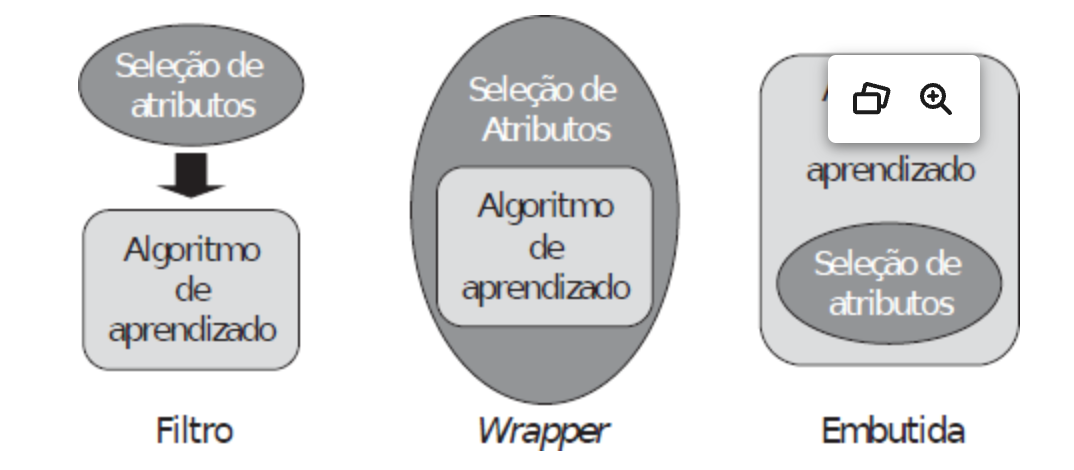 Seleção de
atributos
Algoritmo
de
aprendizado
Filtro
Seleção de
Atributos
Algoritmo
de
aprendizado
Wrapper
aprendizado
Seleção de
atributos
Embutida